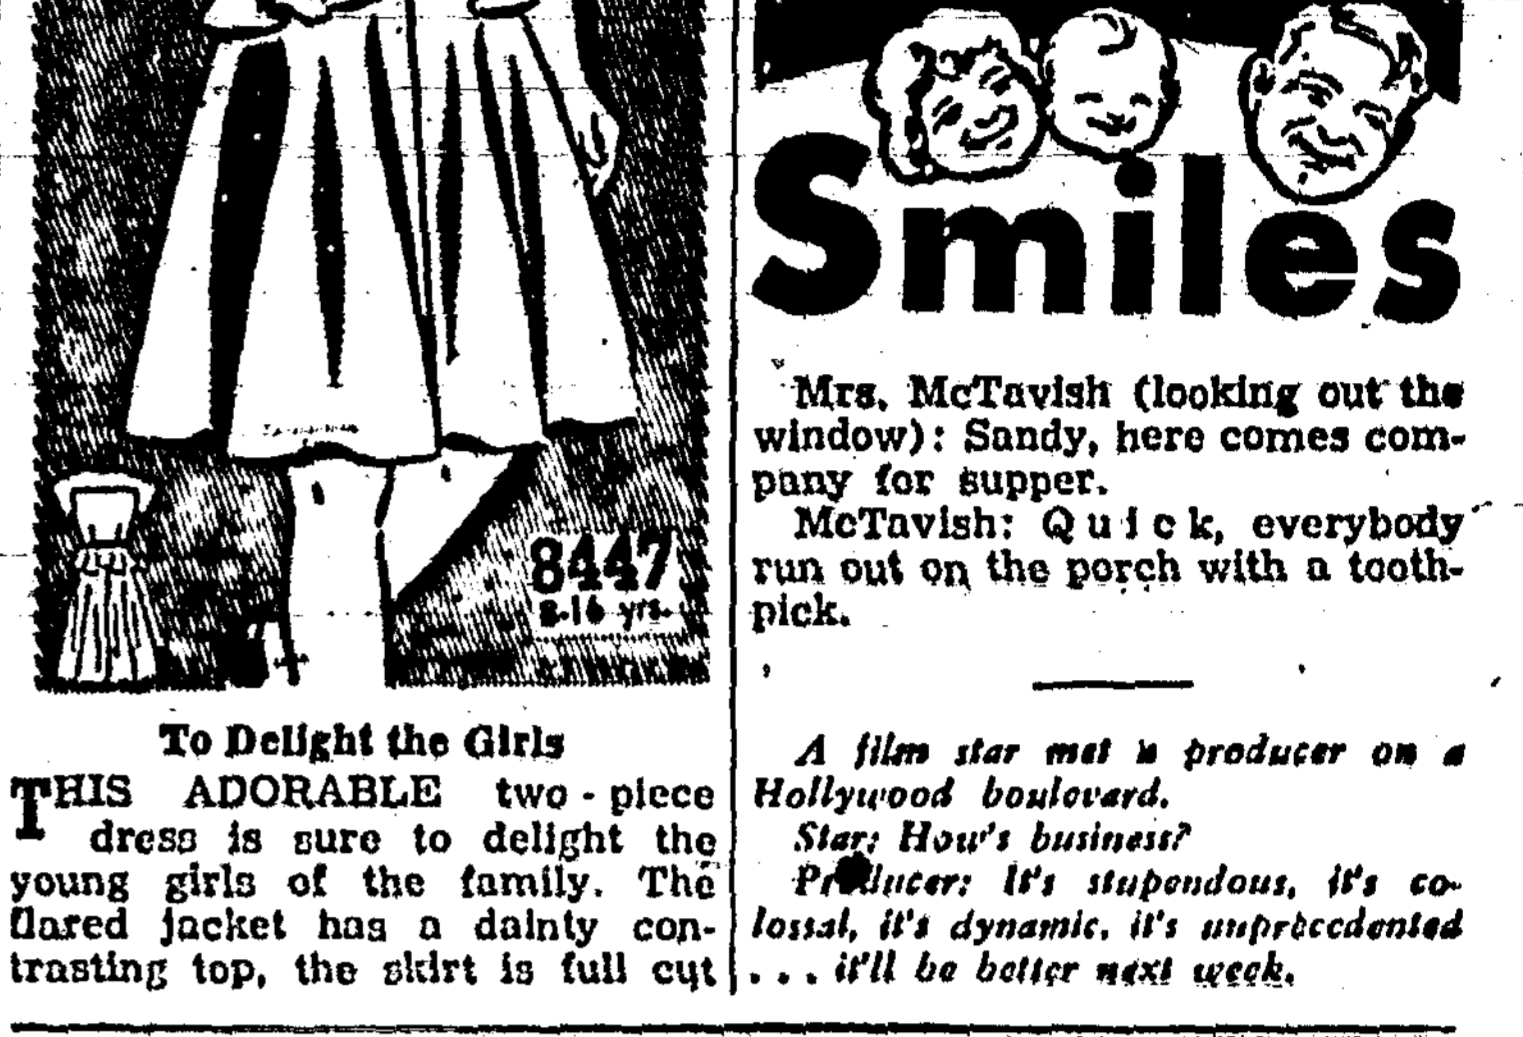 8447
8-16 yrs.
To Delight the Girls
THIS ADORABLE two-piece
dress is sure to delight the
young girls of the family. The
flared jacket has a dainty con-
trasting top, the skirt is full cut
Smiles
Mrs. McTavish (looking out the
window): Sandy, here comes com-
pany for supper.
McTavish: Quick, everybody
run out on the porch with a tooth-
pick.
A film star met a producer on a
Hollywood boulevard.
Star: How's business?
Producer: It's stupendous, it's co-
lossal, it's dynamic, it's unprecedented
. . . it'll be better next week.